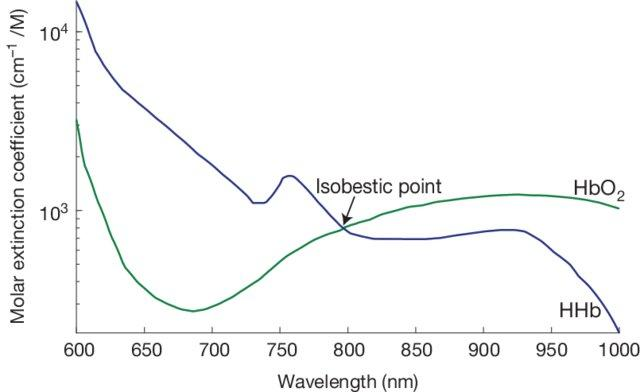 Molar extinction coefficient (cm⁻¹ /M)
10⁴
10³
Isobestic point
HbO₂
HHb
600 650 700 750 800 850 900 950 1000
Wavelength (nm)